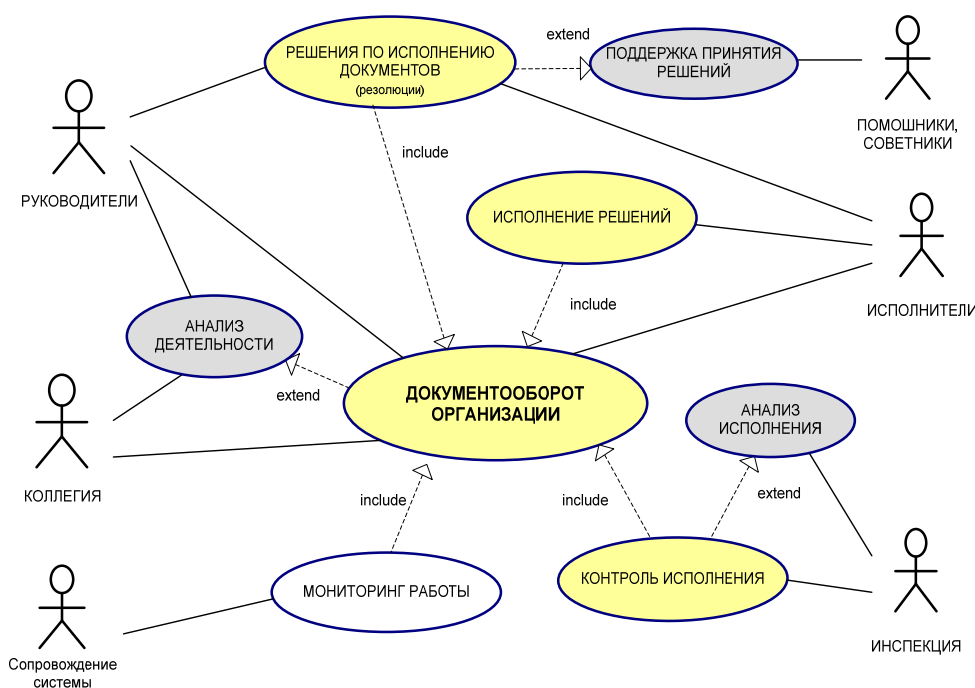 РЕШЕНИЯ ПО ИСПОЛНЕНИЮ
ДОКУМЕНТОВ
(резолюции)
extend
ПОДДЕРЖКА ПРИНЯТИЯ
РЕШЕНИЙ
ПОМОШНИКИ,
СОВЕТНИКИ
РУКОВОДИТЕЛИ
include
ИСПОЛНЕНИЕ РЕШЕНИЙ
include
ИСПОЛНИТЕЛИ
АНАЛИЗ
ДЕЯТЕЛЬНОСТИ
extend
ДОКУМЕНТООБОРОТ
ОРГАНИЗАЦИИ
АНАЛИЗ
ИСПОЛНЕНИЯ
КОЛЛЕГИЯ
include
include
extend
МОНИТОРИНГ РАБОТЫ
КОНТРОЛЬ ИСПОЛНЕНИЯ
ИНСПЕКЦИЯ
Сопровождение
системы